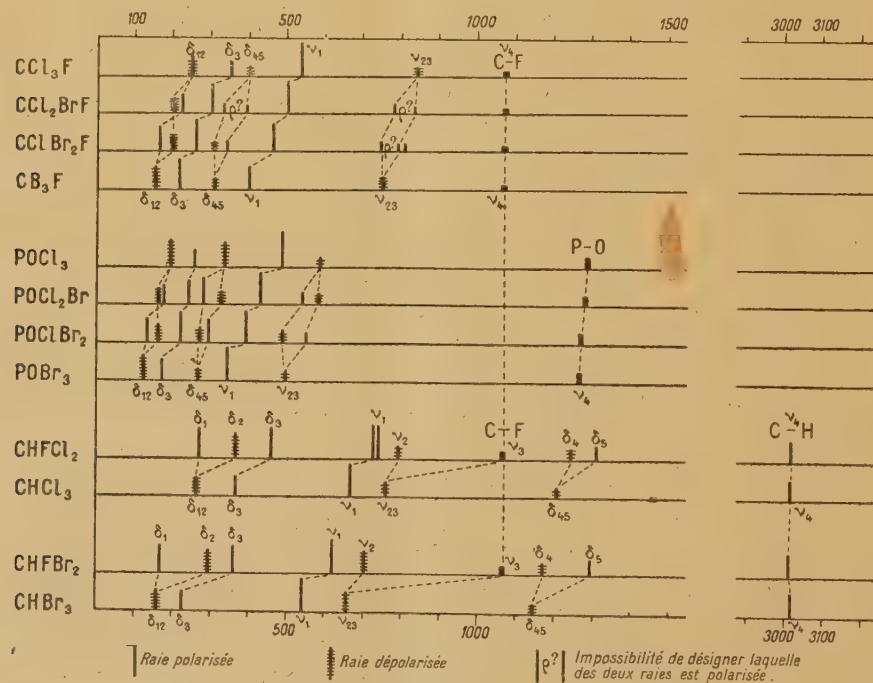 100 500 1000 1500 3000 3100
δ12 δ3 δ45 ν1 ν23 ν4
C-F
CCl3F
CCl2BrF ρ? ρ?
CClBr2F ρ?
CB3F
δ12 δ3 δ45 ν1 ν23 ν4
P-O
POCl3
POCl2Br
POClBr2
POBr3
δ12 δ3 δ45 ν1 ν23 ν4
δ1 δ2 δ3 ν1 ν2 C-F ν3 δ4 δ5 ν4 C-H
CHFCl2
CHCl3
δ12 δ3 ν1 ν23 δ45 ν4
δ1 δ2 δ3 ν1 ν2 ν3 δ4 δ5
CHFBr2
CHBr3
δ12 δ3 ν1 ν23 δ45 ν4
500 1000 3000 3100
Raie polarisée Raie dépolarisée ρ? Impossibilité de désigner laquelle
des deux raies est polarisée.